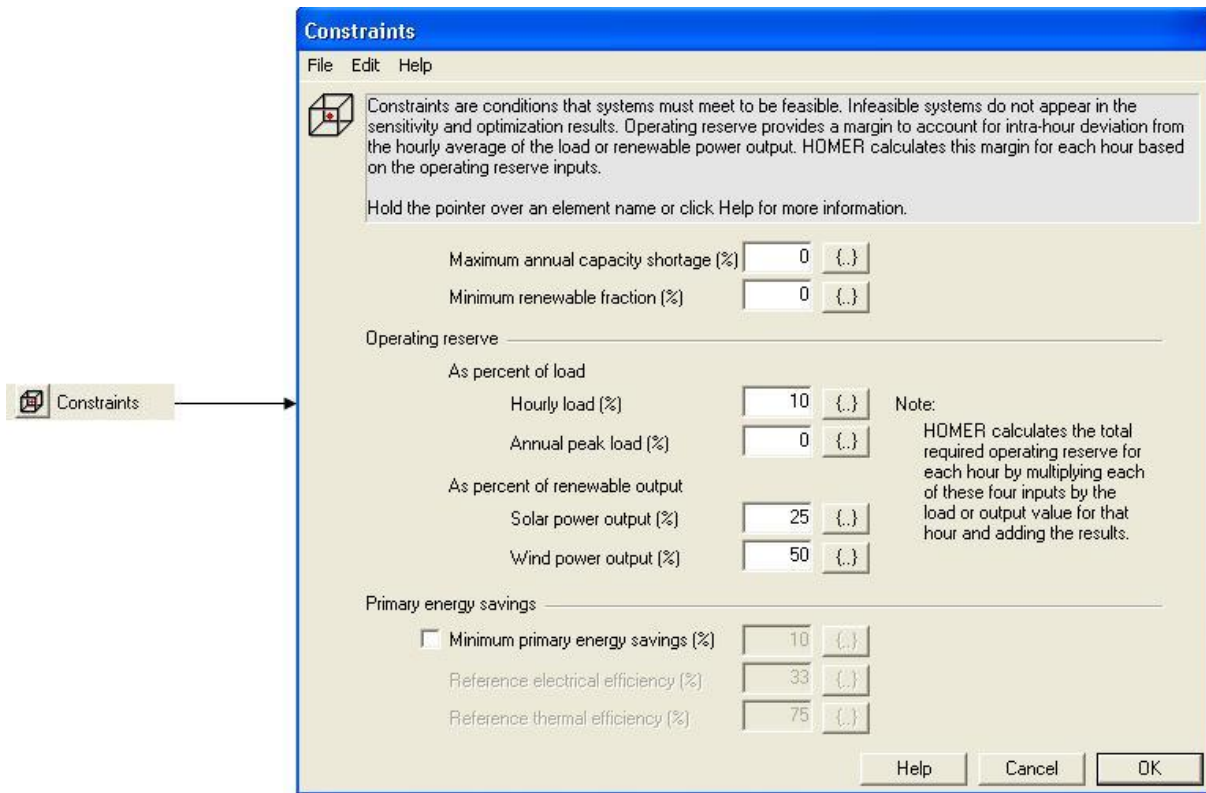 Constraints
File Edit Help
Constraints are conditions that systems must meet to be feasible. Infeasible systems do not appear in the
sensitivity and optimization results. Operating reserve provides a margin to account for intra-hour deviation from
the hourly average of the load or renewable power output. HOMER calculates this margin for each hour based
on the operating reserve inputs.
Hold the pointer over an element name or click Help for more information.
Maximum annual capacity shortage (%) 0 {..}
Minimum renewable fraction (%) 0 {..}
Operating reserve
As percent of load
Hourly load (%) 10 {..}
Annual peak load (%) 0 {..}
As percent of renewable output
Solar power output (%) 25 {..}
Wind power output (%) 50 {..}
Note:
HOMER calculates the total
required operating reserve for
each hour by multiplying each
of these four inputs by the
load or output value for that
hour and adding the results.
Primary energy savings
Minimum primary energy savings (%) 10 {..}
Reference electrical efficiency (%) 33 {..}
Reference thermal efficiency (%) 75 {..}
Help Cancel OK
Constraints